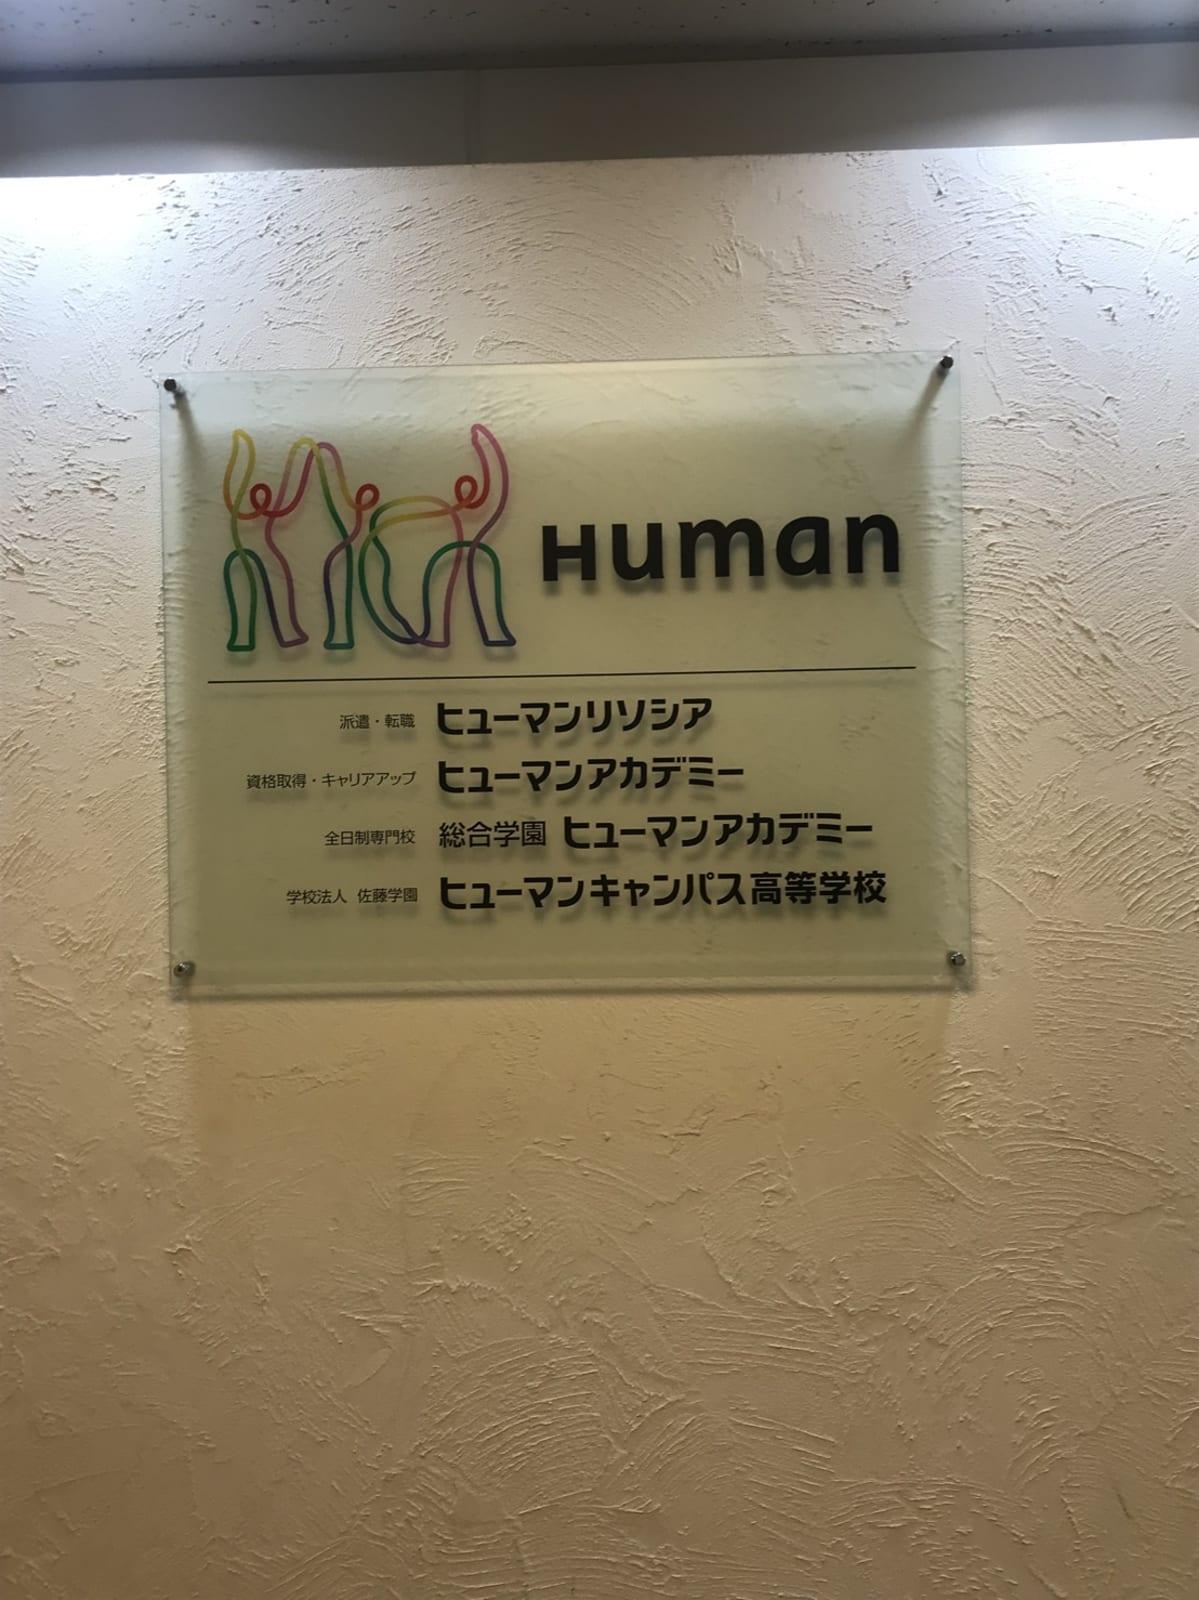 Human
派遣・転職 ヒューマンリソシア
資格取得・キャリアアップ ヒューマンアカデミー
全日制専門校 総合学園 ヒューマンアカデミー
学校法人 佐藤学園 ヒューマンキャンパス高等学校